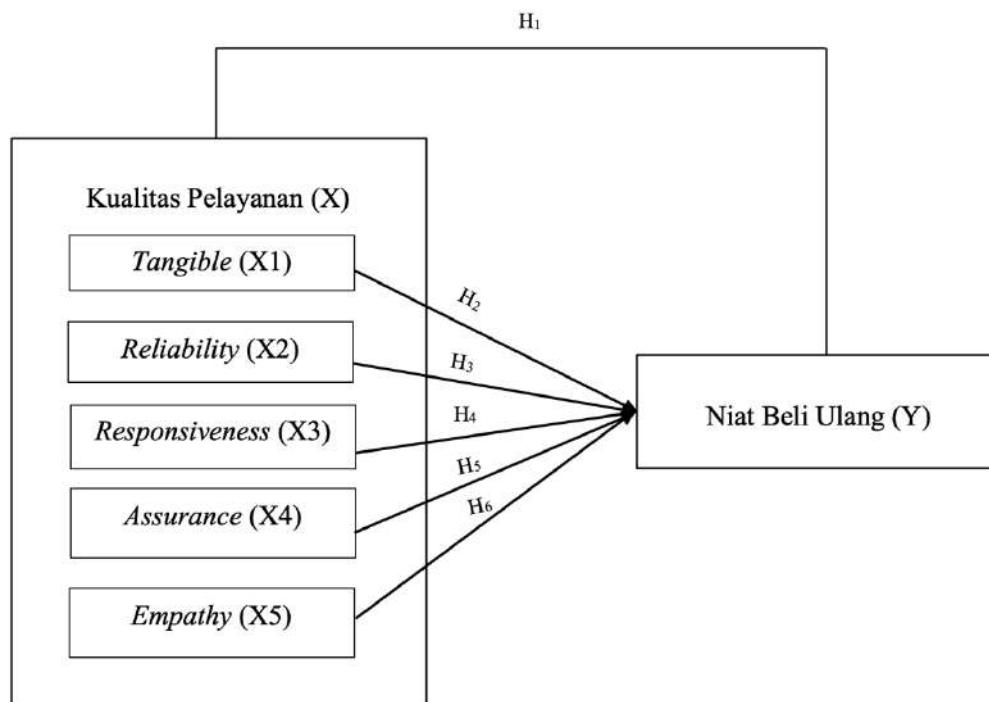 H₁
Kualitas Pelayanan (X)
Tangible (X1)
H₂
Reliability (X2)
H₃
Responsiveness (X3)
H₄
Niat Beli Ulang (Y)
H₅
Assurance (X4)
H₆
Empathy (X5)